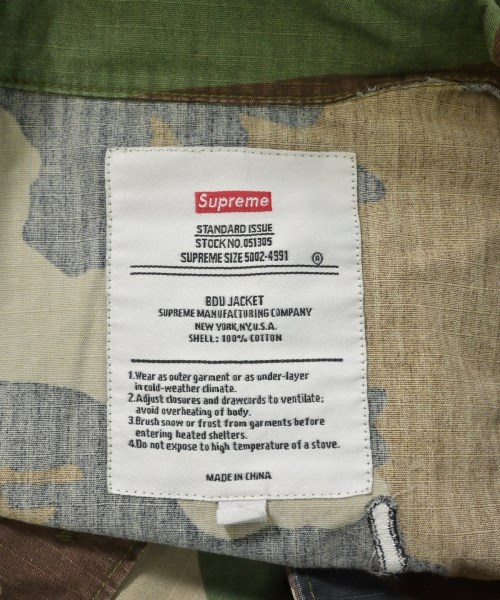 Supreme
STANDARD ISSUE
STOCK NO. 051305
SUPREME SIZE 5002-4991 ®
BDU JACKET
SUPREME MANUFACTURING COMPANY
NEW YORK, NY, U.S.A.
SHELL: 100% COTTON
1.Wear as outer garment or as under-layer
in cold-weather climate.
2.Adjust closures and drawcords to ventilate;
avoid overheating of body.
3.Brush snow or frost from garments before
entering heated shelters.
4.Do not expose to high temperature of a stove.
MADE IN CHINA